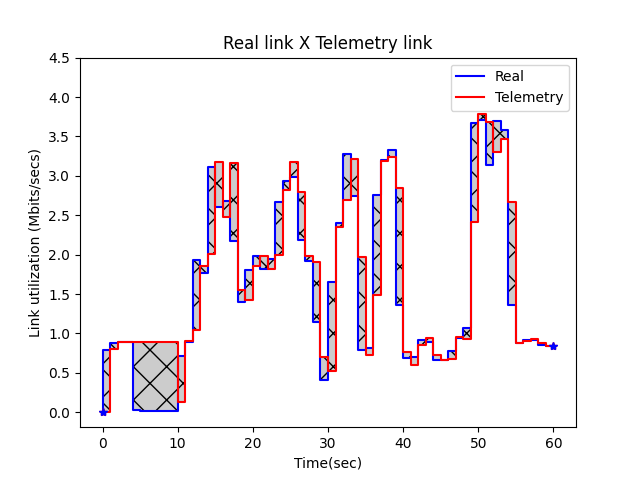 Real link X Telemetry link
Real
Telemetry
Link utilization (Mbits/secs)
4.5
4.0
3.5
3.0
2.5
2.0
1.5
1.0
0.5
0.0
0 10 20 30 40 50 60
Time(sec)